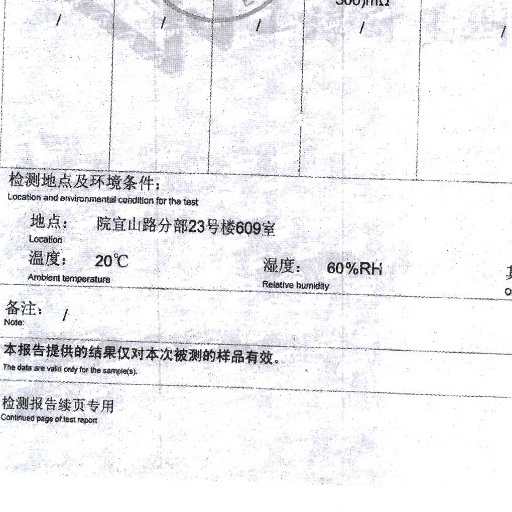 / / / / /
检测地点及环境条件：
Location and environmental condition for the test
地点： 院宜山路分部23号楼609室
Location
温度： 20℃ 湿度： 60%RH
Ambient temperature Relative humidity
备注： /
Note:
本报告提供的结果仅对本次被测的样品有效。
The data are valid only for the sample(s).
检测报告续页专用
Continued page of test report